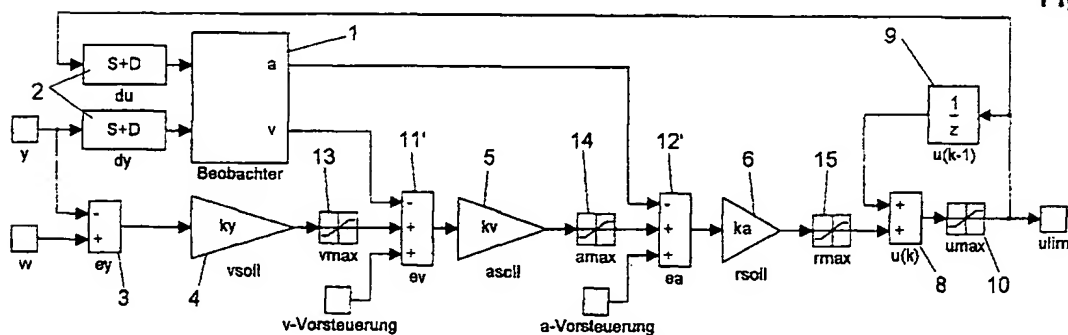 1
9
S+D
a
2
du
1
z
S+D
v
11'
5
14
12'
6
15
u(k-1)
y
dy
13
Beobachter
-
-
-
+
ky
+
kv
+
ka
+
w
+
+
+
+
ey
vsoll
vmax
ev
ascll
amax
ea
rsoll
rmax
u(k)
umax
ulim
3
4
8
10
v-Vorsteuerung
a-Vorsteuerung